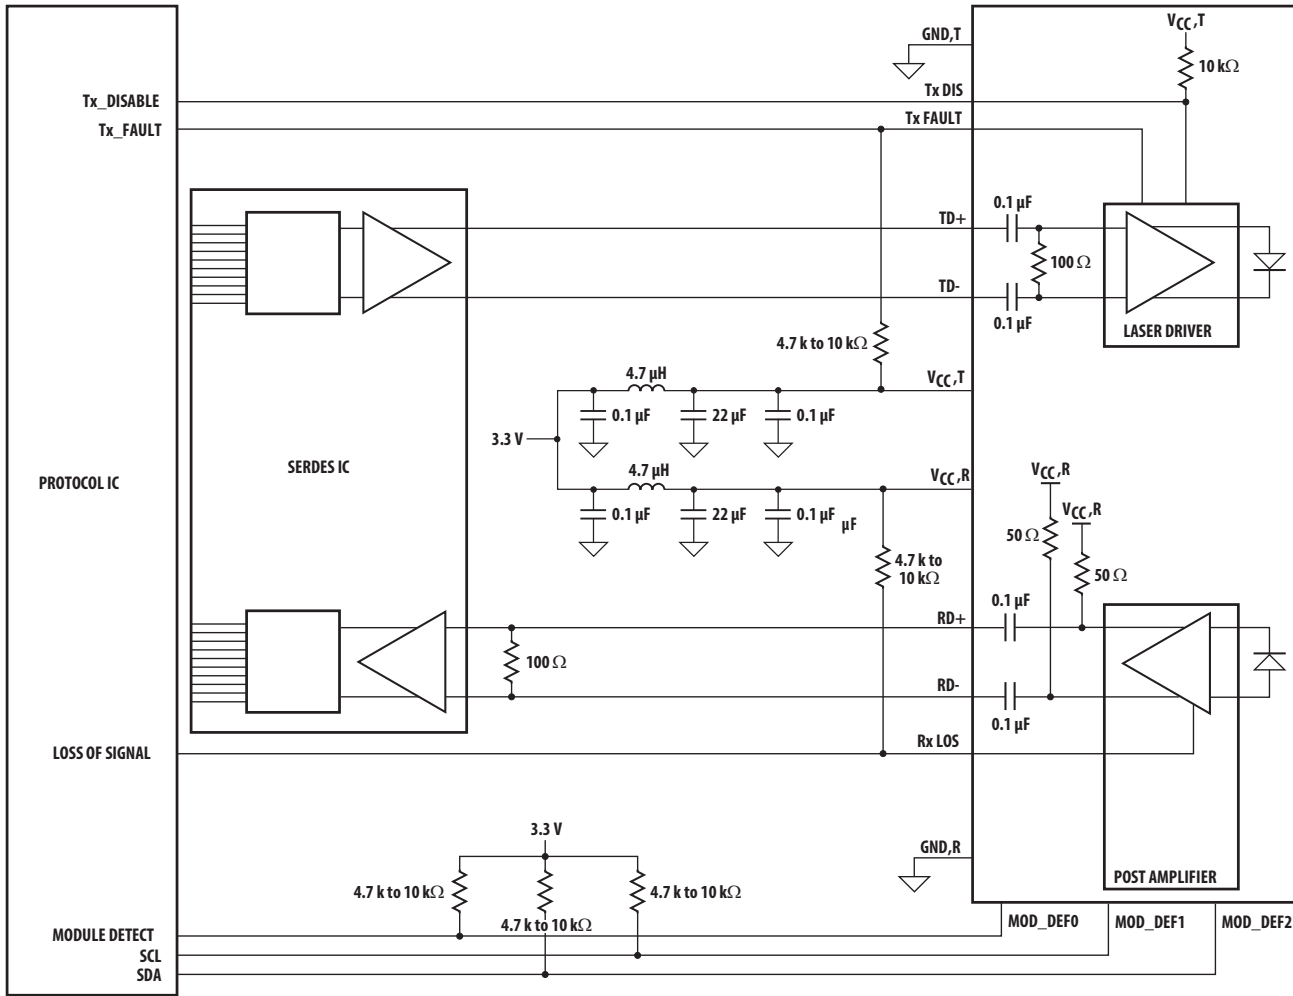 V_CC,T
GND,T
10 kΩ
Tx_DISABLE
Tx DIS
Tx_FAULT
Tx FAULT
0.1 µF
TD+
100 Ω
TD-
0.1 µF
LASER DRIVER
4.7 k to 10 kΩ
4.7 µH
V_CC,T
0.1 µF
22 µF
0.1 µF
3.3 V
SERDES IC
PROTOCOL IC
4.7 µH
V_CC,R
V_CC,R
0.1 µF
22 µF
0.1 µF
µF
V_CC,R
50 Ω
4.7 k to
10 kΩ
50 Ω
0.1 µF
RD+
100 Ω
RD-
0.1 µF
LOSS OF SIGNAL
Rx LOS
3.3 V
GND,R
POST AMPLIFIER
4.7 k to 10 kΩ
4.7 k to 10 kΩ
4.7 k to 10 kΩ
MOD_DEF0
MOD_DEF1
MOD_DEF2
MODULE DETECT
SCL
SDA